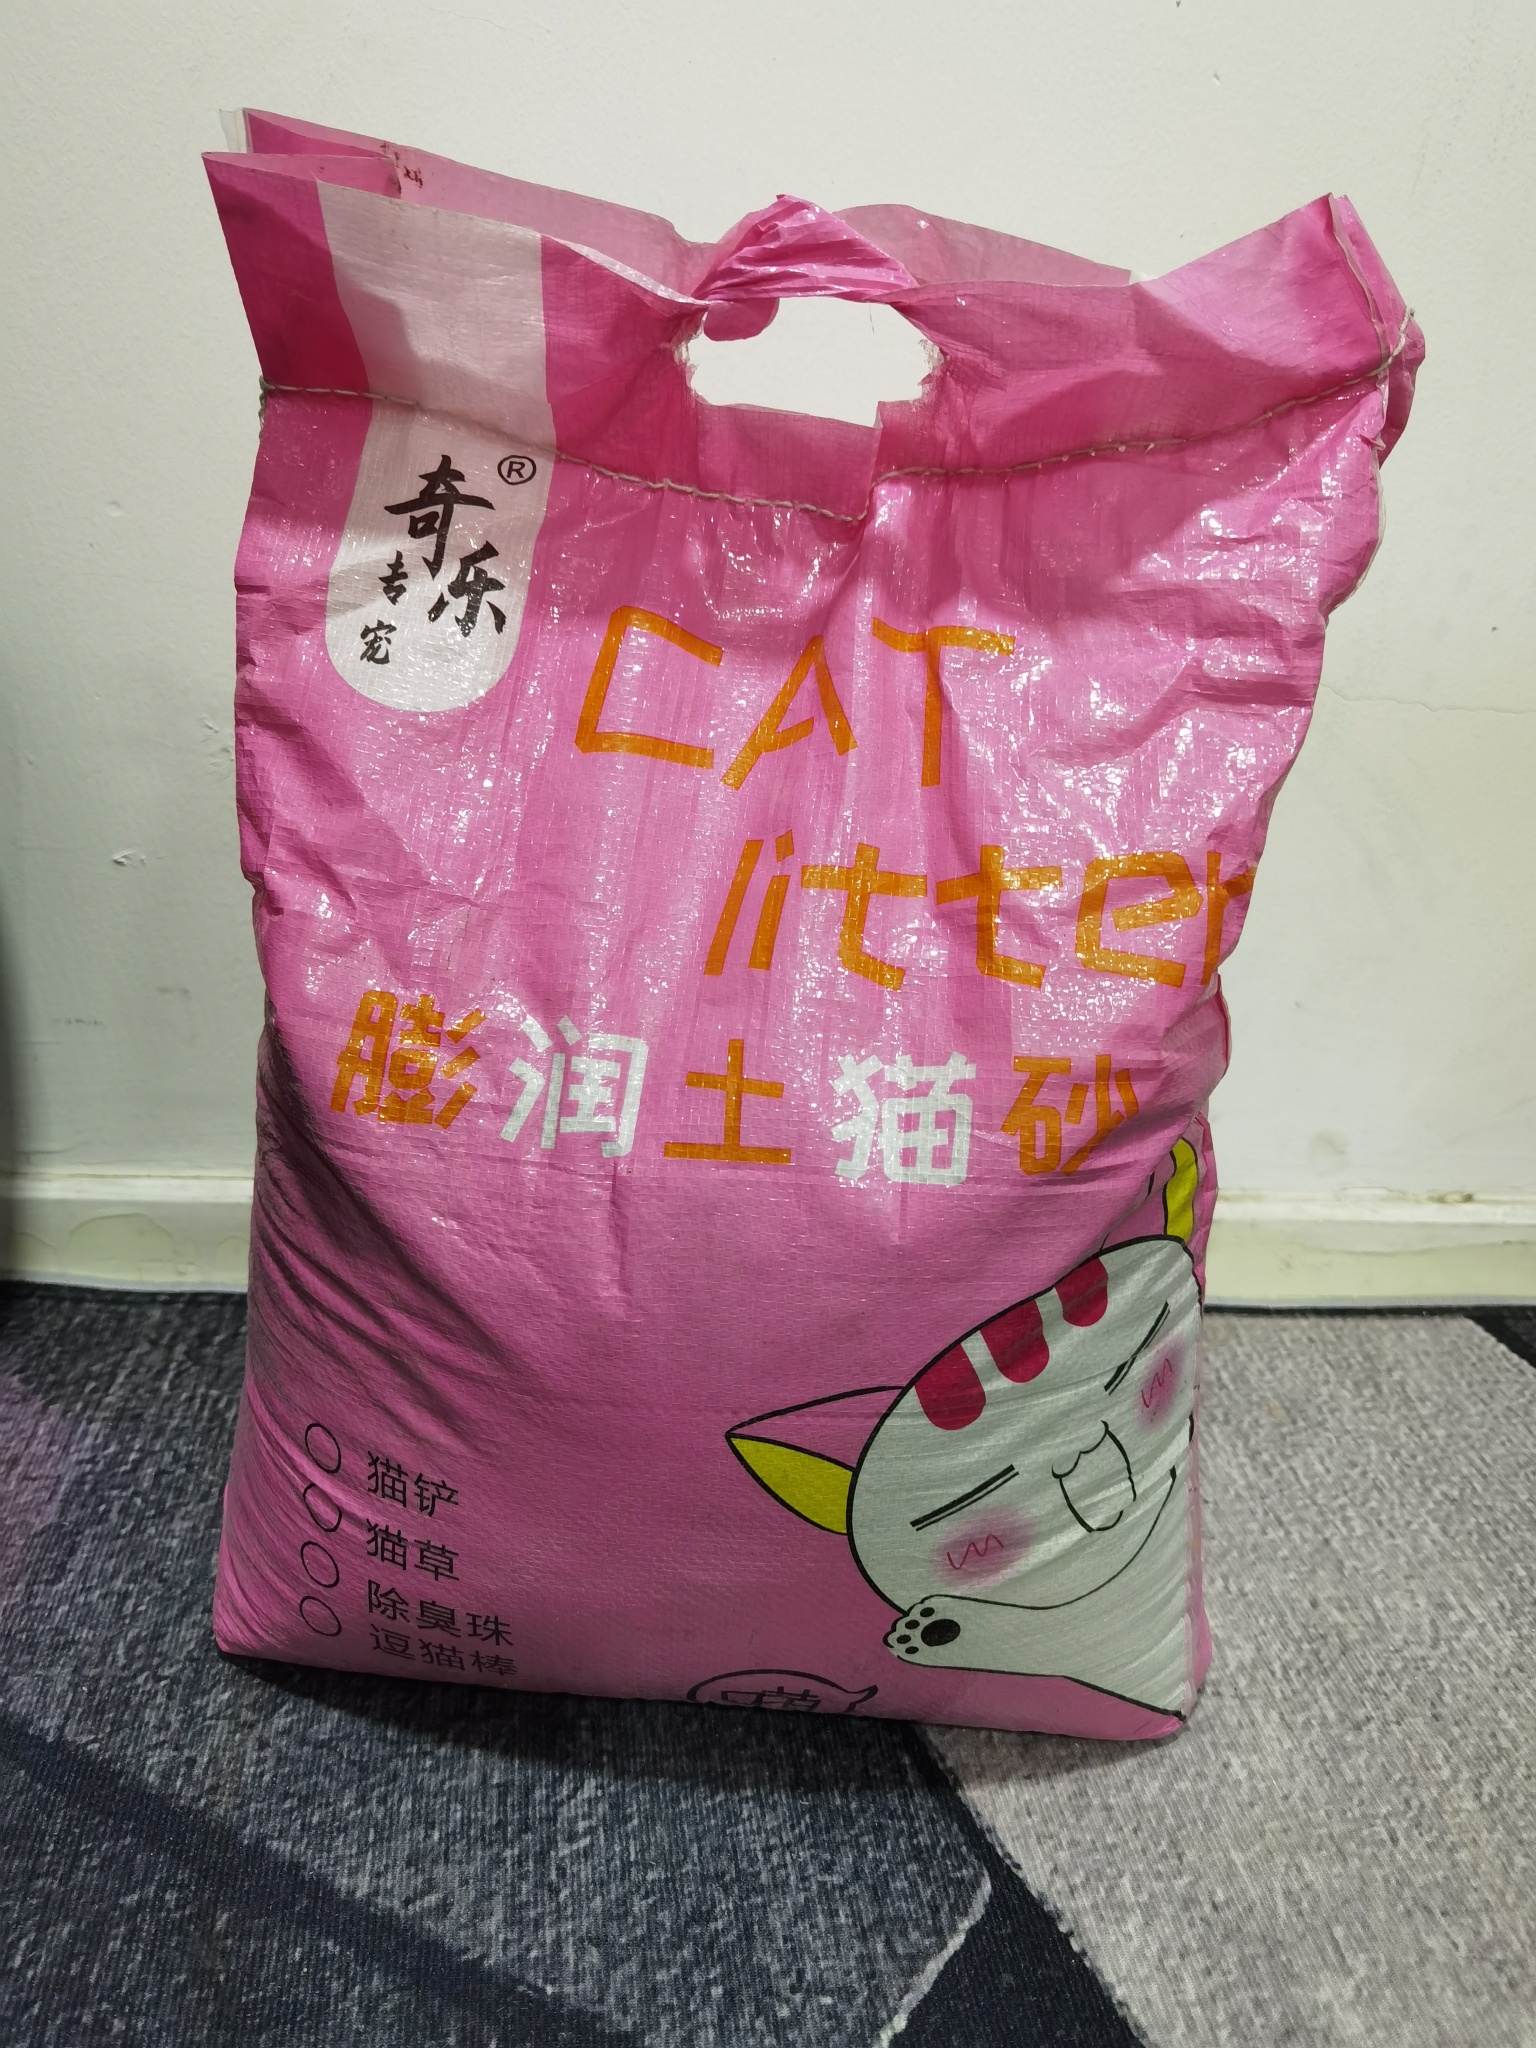 奇乐®
专宠
CAT
litter
膨润土猫砂
猫铲
猫草
除臭珠
逗猫棒